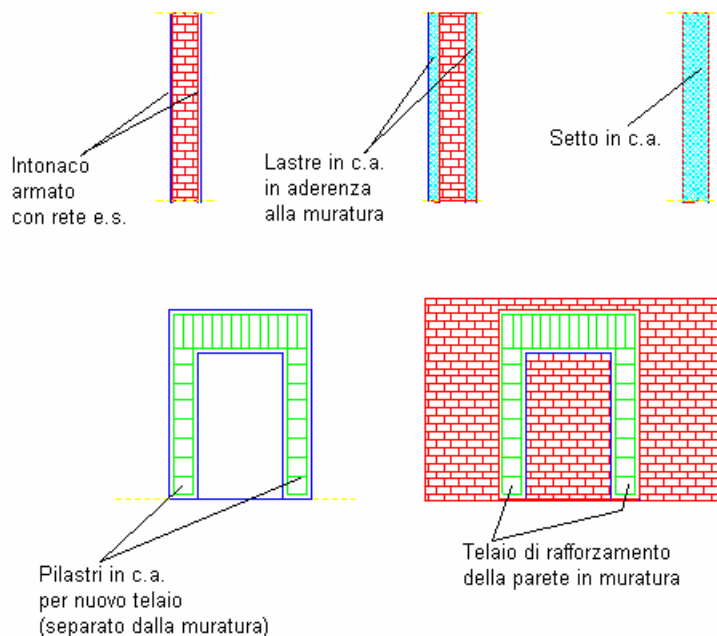 Intonaco
armato
con rete e.s.
Lastre in c.a.
in aderenza
alla muratura
Setto in c.a.
Pilastri in c.a.
per nuovo telaio
(separato dalla muratura)
Telaio di rafforzamento
della parete in muratura